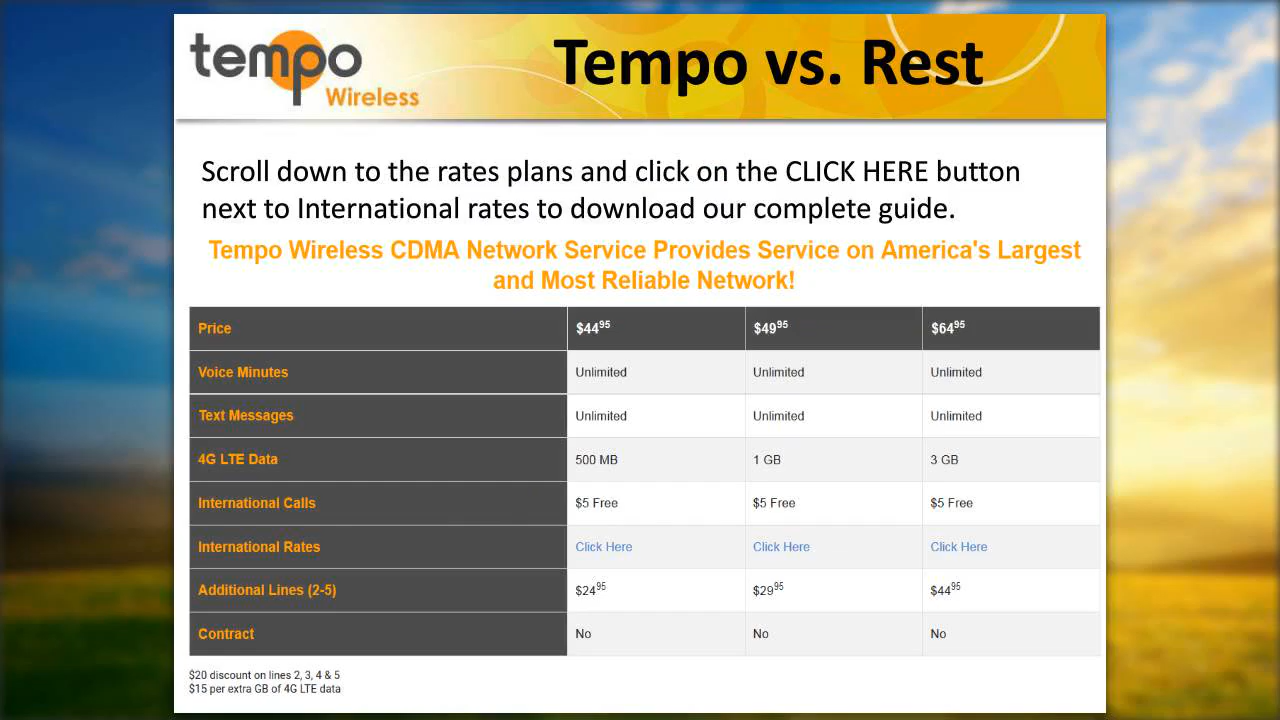 tempo
Wireless
Tempo vs. Rest
Scroll down to the rates plans and click on the CLICK HERE button
next to International rates to download our complete guide.
Tempo Wireless CDMA Network Service Provides Service on America's Largest
and Most Reliable Network!
Price $44⁹⁵ $49⁹⁵ $64⁹⁵
Voice Minutes Unlimited Unlimited Unlimited
Text Messages Unlimited Unlimited Unlimited
4G LTE Data 500 MB 1 GB 3 GB
International Calls $5 Free $5 Free $5 Free
International Rates Click Here Click Here Click Here
Additional Lines (2-5) $24⁹⁵ $29⁹⁵ $44⁹⁵
Contract No No No
$20 discount on lines 2, 3, 4 & 5
$15 per extra GB of 4G LTE data